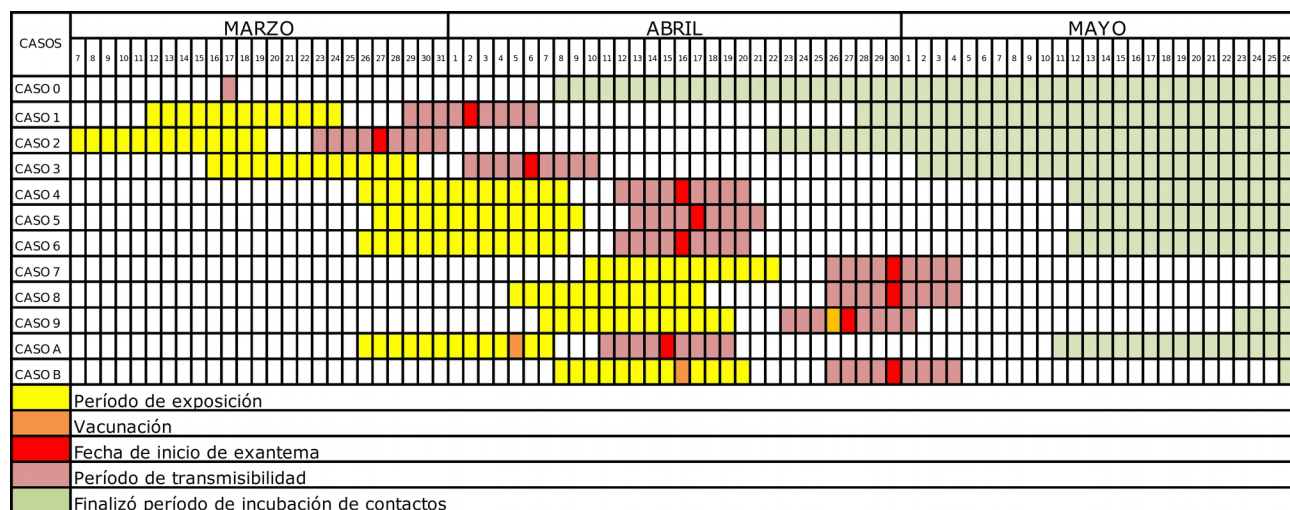 CASOS MARZO ABRIL MAYO
7 8 9 10 11 12 13 14 15 16 17 18 19 20 21 22 23 24 25 26 27 28 29 30 31 1 2 3 4 5 6 7 8 9 10 11 12 13 14 15 16 17 18 19 20 21 22 23 24 25 26 27 28 29 30 1 2 3 4 5 6 7 8 9 10 11 12 13 14 15 16 17 18 19 20 21 22 23 24 25 26
CASO 0
CASO 1
CASO 2
CASO 3
CASO 4
CASO 5
CASO 6
CASO 7
CASO 8
CASO 9
CASO A
CASO B
Período de exposición
Vacunación
Fecha de inicio de exantema
Período de transmisibilidad
Finalizó período de incubación de contactos